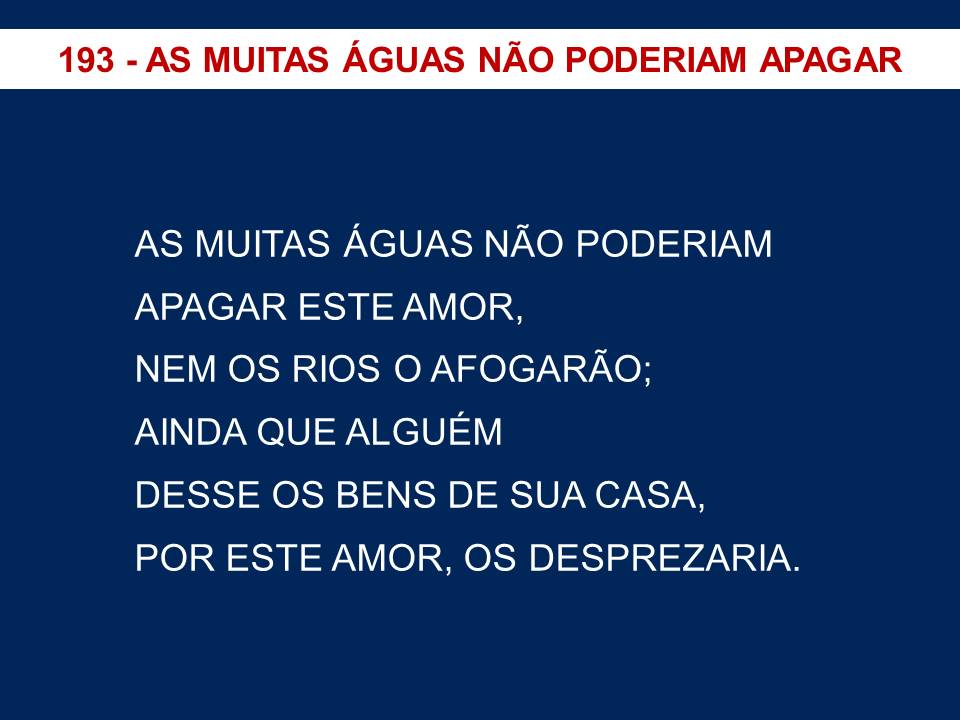 193 - AS MUITAS ÁGUAS NÃO PODERIAM APAGAR
AS MUITAS ÁGUAS NÃO PODERIAM
APAGAR ESTE AMOR,
NEM OS RIOS O AFOGARÃO;
AINDA QUE ALGUÉM
DESSE OS BENS DE SUA CASA,
POR ESTE AMOR, OS DESPREZARIA.